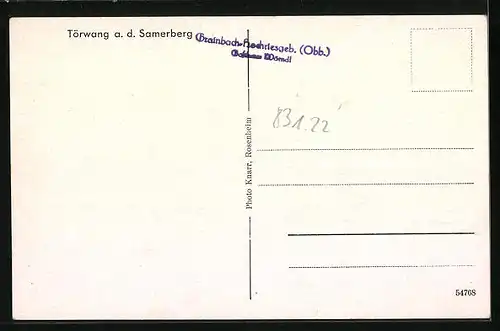 Törwang a. d. Samerberg
Grainbach-Hochriesgeb. (Obb.)
831.22
Photo Knarr, Rosenheim
54768